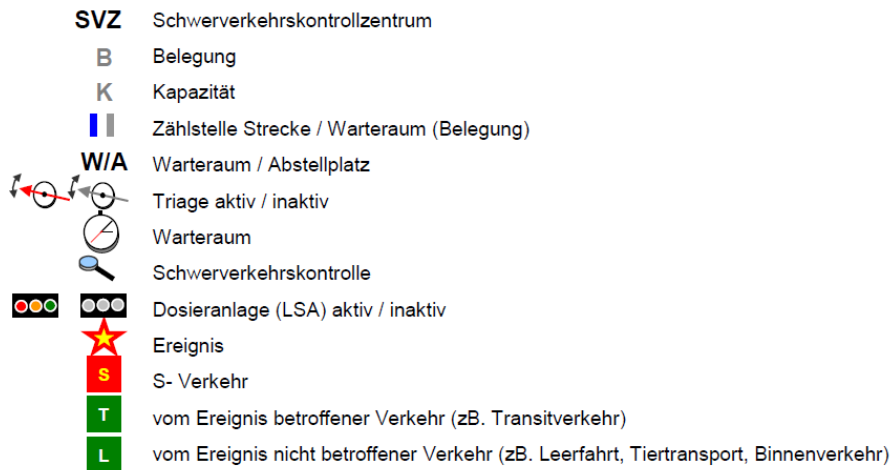 SVZ Schwerverkehrskontrollzentrum
B Belegung
K Kapazität
Zählstelle Strecke / Warteraum (Belegung)
W/A Warteraum / Abstellplatz
Triage aktiv / inaktiv
Warteraum
Schwerverkehrskontrolle
Dosieranlage (LSA) aktiv / inaktiv
Ereignis
S S- Verkehr
T vom Ereignis betroffener Verkehr (zB. Transitverkehr)
L vom Ereignis nicht betroffener Verkehr (zB. Leerfahrt, Tiertransport, Binnenverkehr)